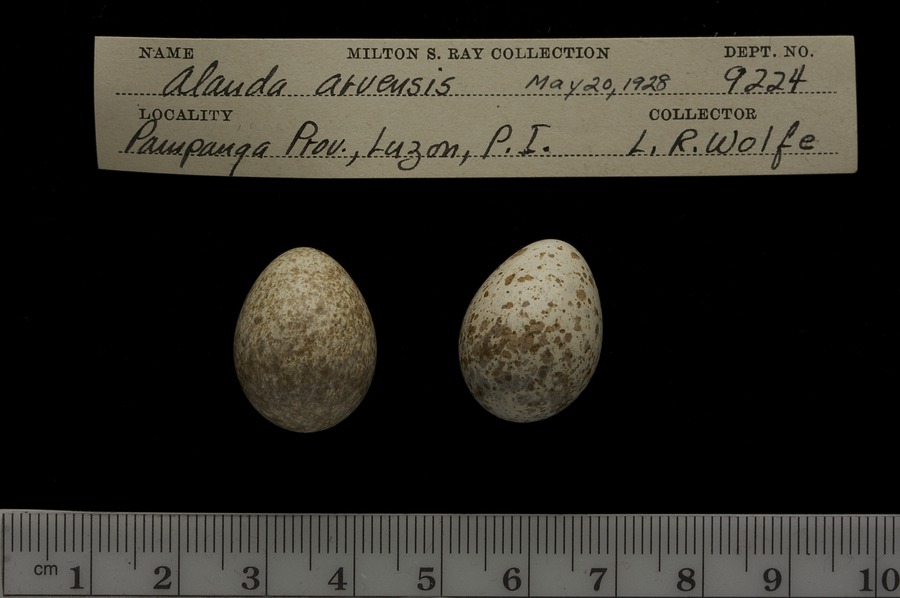 NAME MILTON S. RAY COLLECTION DEPT. NO.
Alauda arvensis May 20, 1928 9224
LOCALITY COLLECTOR
Pampanga Prov., Luzon, P.I. L. R. Wolfe
cm 1 2 3 4 5 6 7 8 9 10